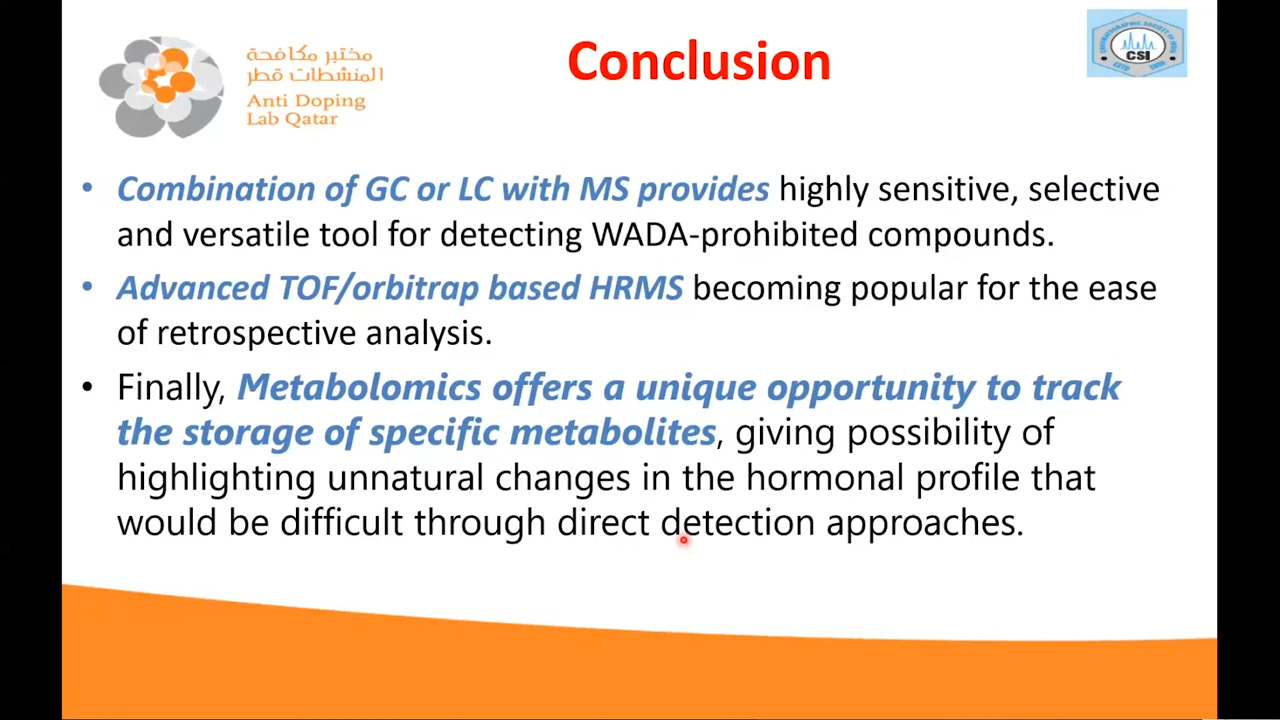 مختبر مكافحة
المنشطات قطر
Anti Doping
Lab Qatar
Conclusion
CSI
• Combination of GC or LC with MS provides highly sensitive, selective
and versatile tool for detecting WADA-prohibited compounds.
• Advanced TOF/orbitrap based HRMS becoming popular for the ease
of retrospective analysis.
• Finally, Metabolomics offers a unique opportunity to track
the storage of specific metabolites, giving possibility of
highlighting unnatural changes in the hormonal profile that
would be difficult through direct detection approaches.